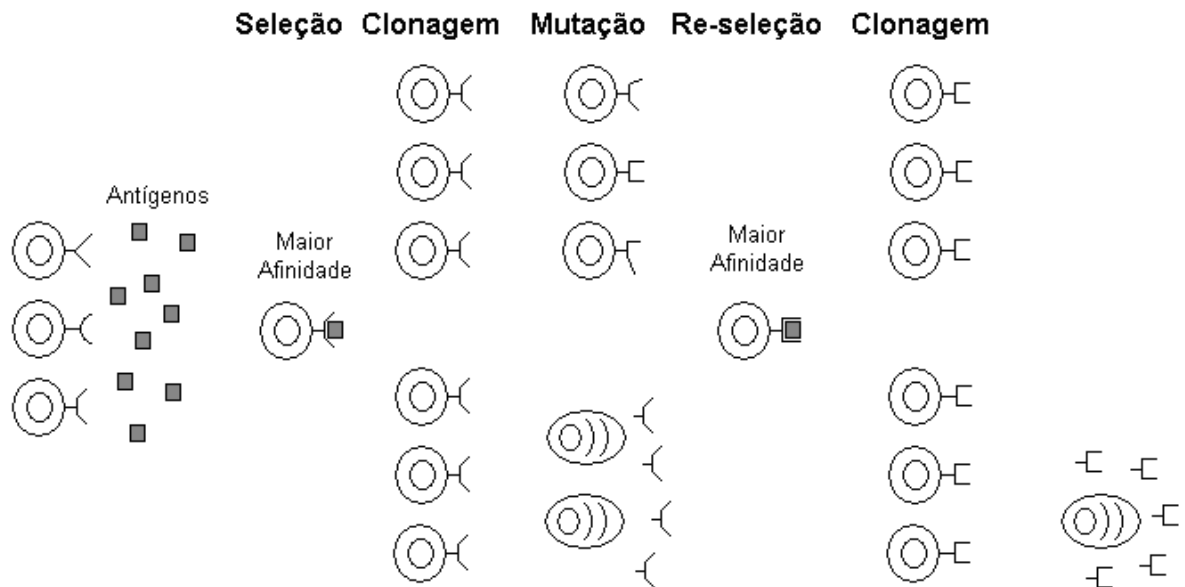 Seleção Clonagem Mutação Re-seleção Clonagem
Antígenos
Maior
Afinidade
Maior
Afinidade